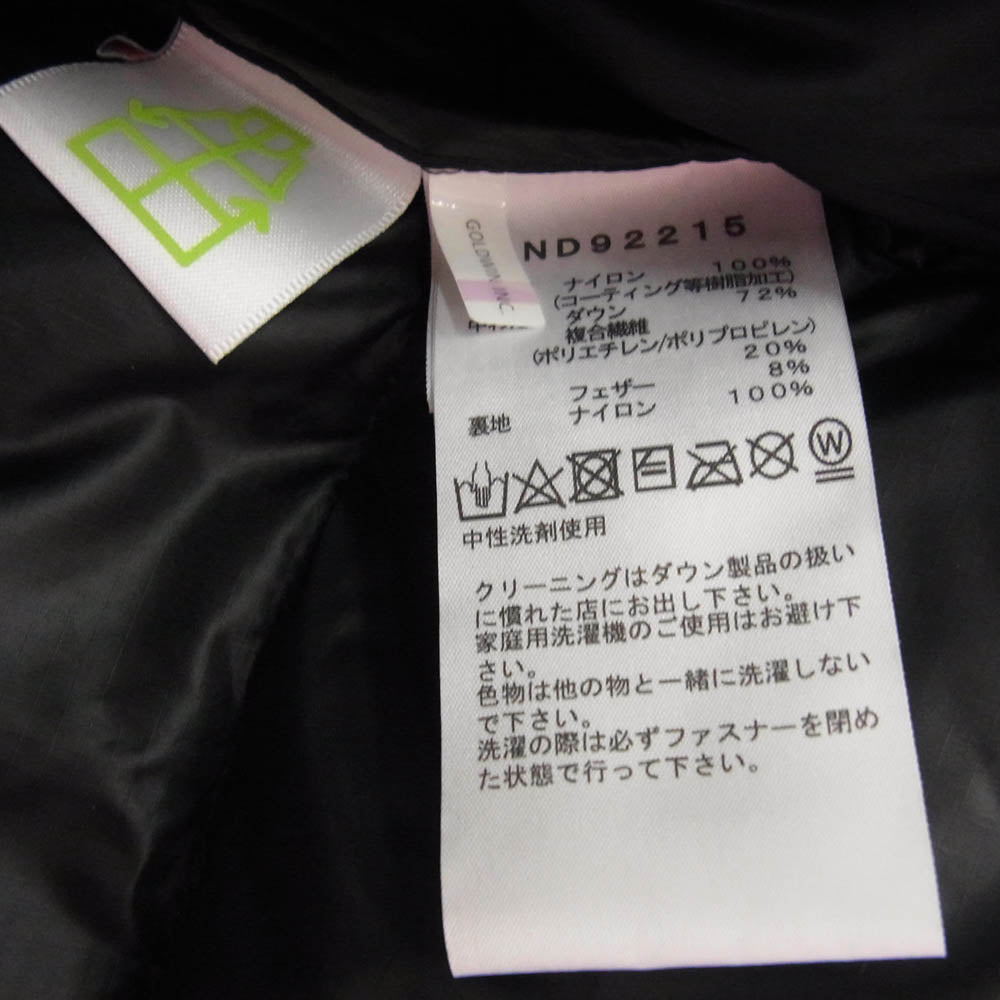 GOLDWIN INC.
ND92215
ナイロン 100%
(コーティング等樹脂加工)
ダウン 72%
複合繊維
(ポリエチレン/ポリプロピレン)
20%
フェザー 8%
裏地 ナイロン 100%
W
中性洗剤使用
クリーニングはダウン製品の扱い
に慣れた店にお出し下さい。
家庭用洗濯機のご使用はお避け下
さい。
色物は他の物と一緒に洗濯しない
で下さい。
洗濯の際は必ずファスナーを閉め
た状態で行って下さい。